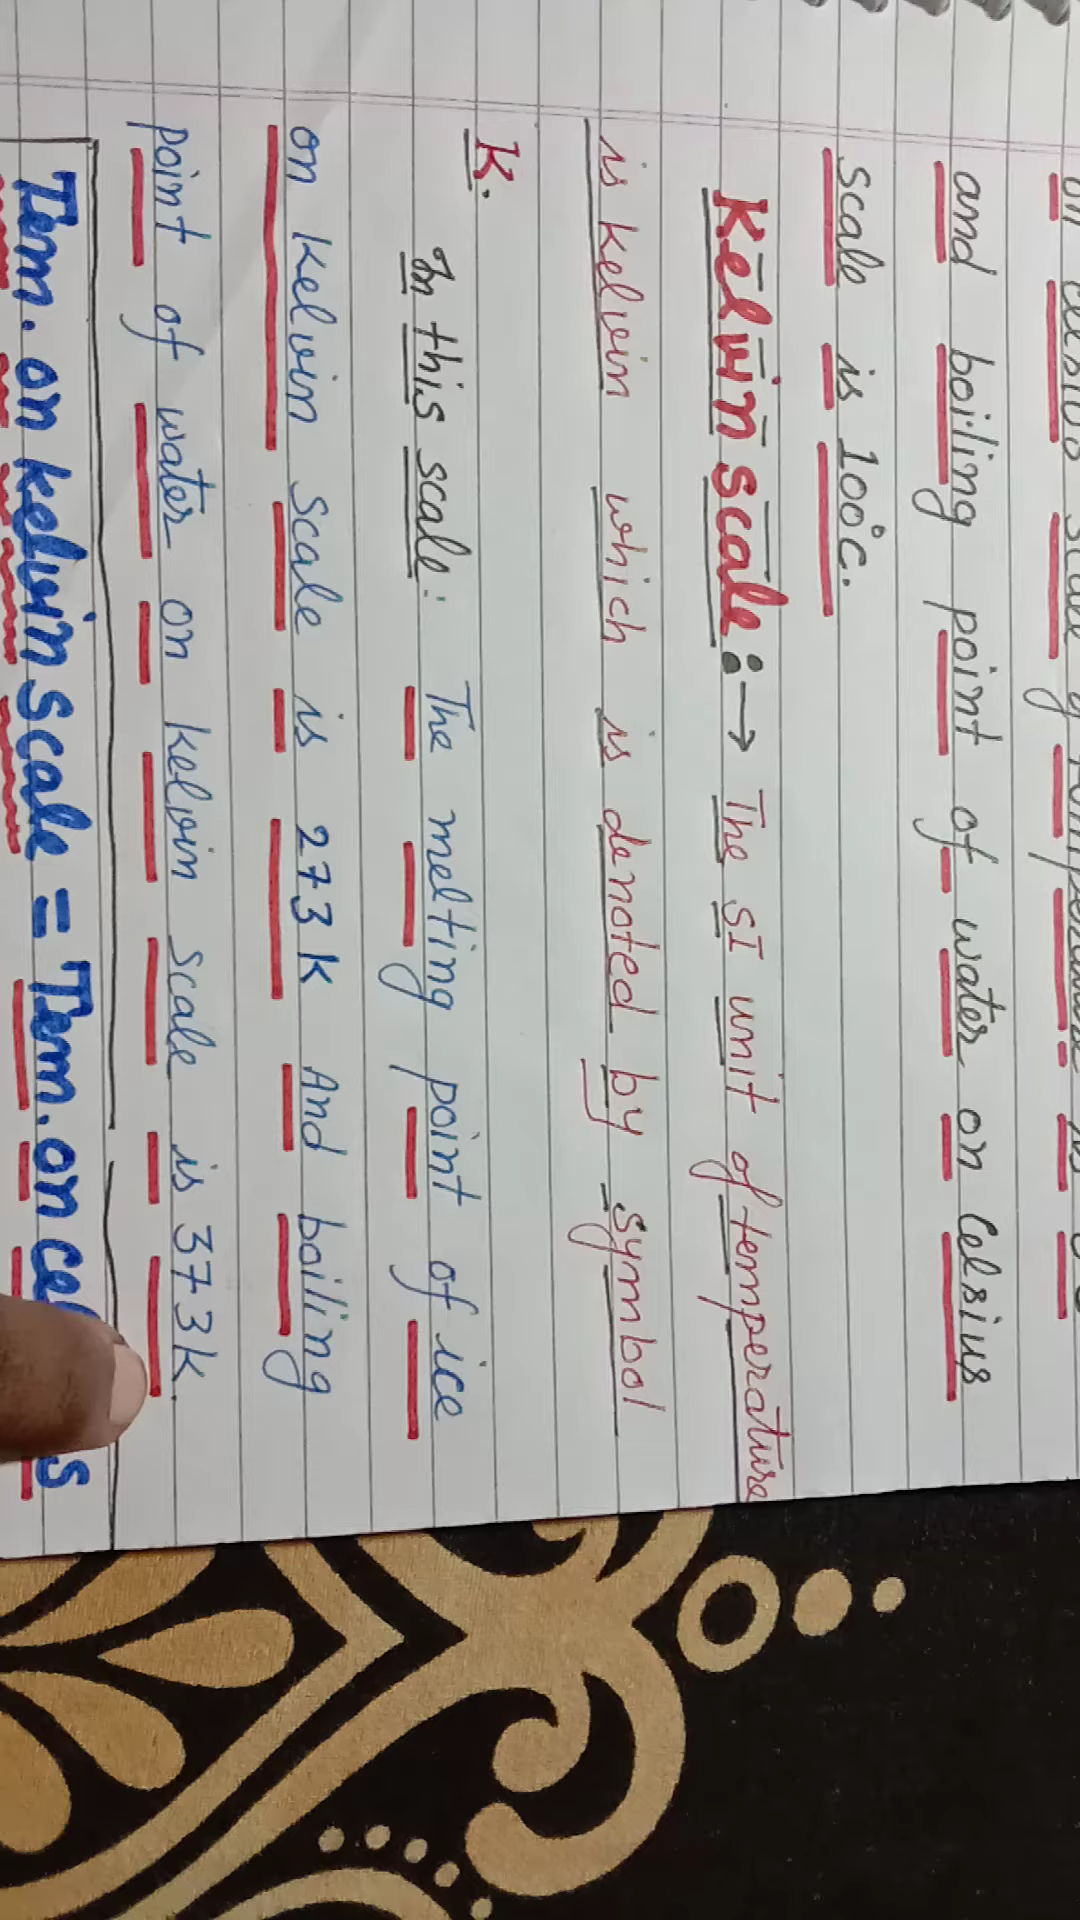 and boiling point of water on Celsius
scale is 100°c.
Kelvin scale :→ The SI unit of temperature
is kelvin which is denoted by symbol
K.
In this scale: The melting point of ice
on kelvin scale is 273 K And boiling
point of water on kelvin scale is 373K.
Tem. on kelvin scale = Tem. on